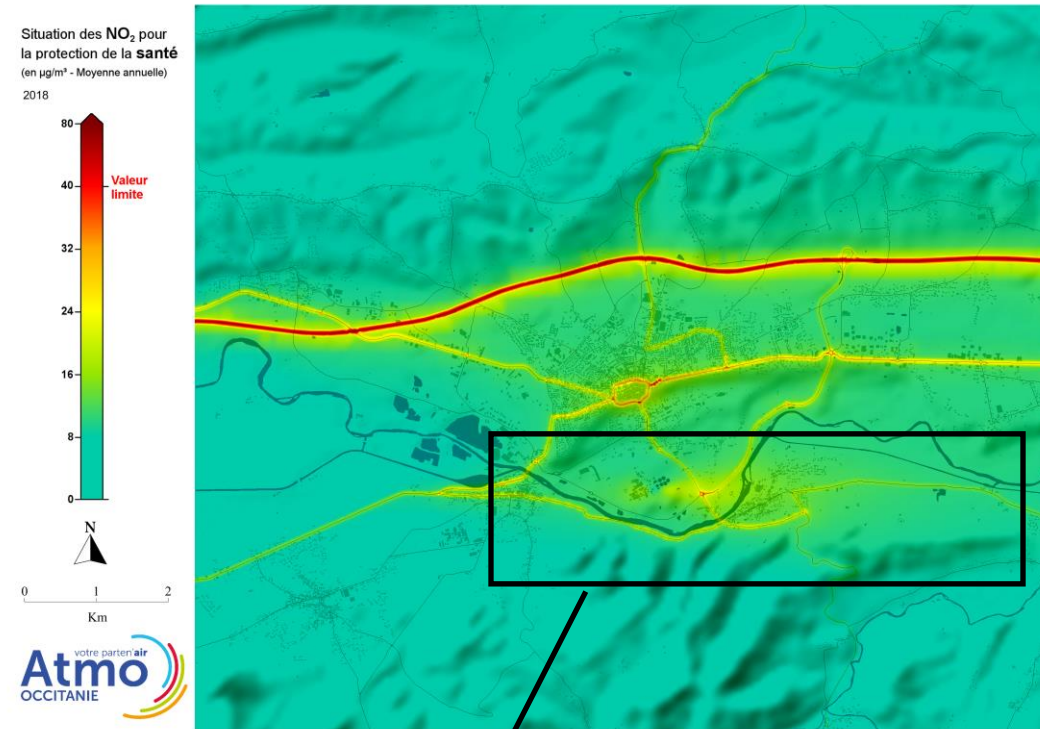 Situation des NO₂ pour
la protection de la santé
(en µg/m³ - Moyenne annuelle)
2018
80
40
Valeur
limite
32
24
16
8
0
N
0 1 2
Km
votre parten'air
Atmo
OCCITANIE